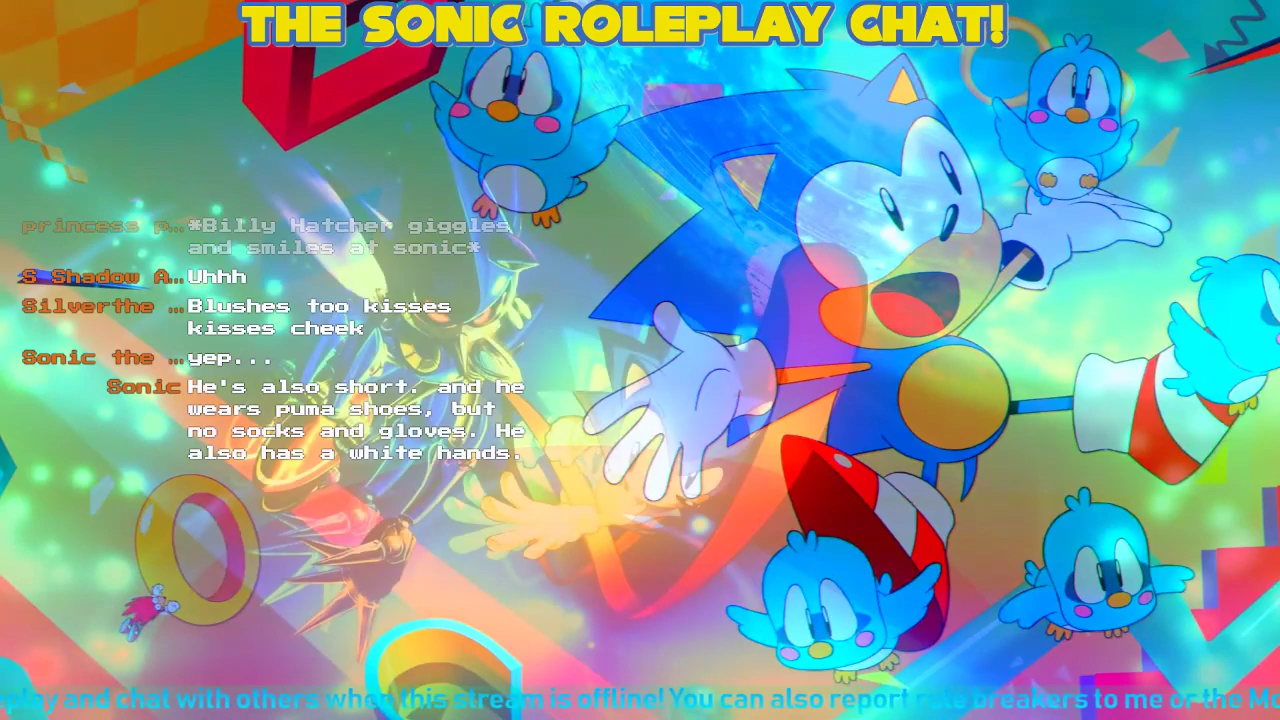 THE SONIC ROLEPLAY CHAT!
princess p... *Billy Hatcher giggles
and smiles at sonic*
S Shadow A... Uhhh
Silverthe ... Blushes too kisses
kisses cheek
Sonic the ... yep...
Sonic He's also short. and he
wears puma shoes, but
no socks and gloves. He
also has a white hands.
play and chat with others when this stream is offline! You can also report rule breakers to me or the Mo